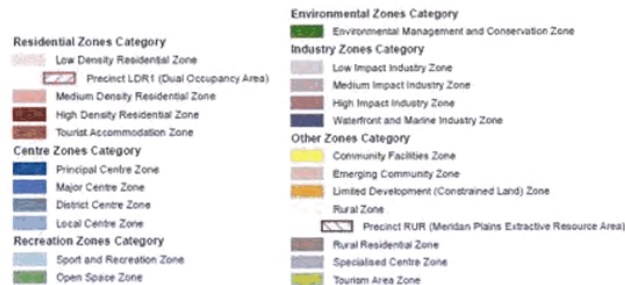 Residential Zones Category
Low Density Residential Zone
Precinct LDR1 (Dual Occupancy Area)
Medium Density Residential Zone
High Density Residential Zone
Tourist Accommodation Zone
Centre Zones Category
Principal Centre Zone
Major Centre Zone
District Centre Zone
Local Centre Zone
Recreation Zones Category
Sport and Recreation Zone
Open Space Zone
Environmental Zones Category
Environmental Management and Conservation Zone
Industry Zones Category
Low Impact Industry Zone
Medium Impact Industry Zone
High Impact Industry Zone
Waterfront and Marine Industry Zone
Other Zones Category
Community Facilities Zone
Emerging Community Zone
Limited Development (Constrained Land) Zone
Rural Zone
Precinct RUR (Meridan Plains Extractive Resource Area)
Rural Residential Zone
Specialised Centre Zone
Tourism Area Zone